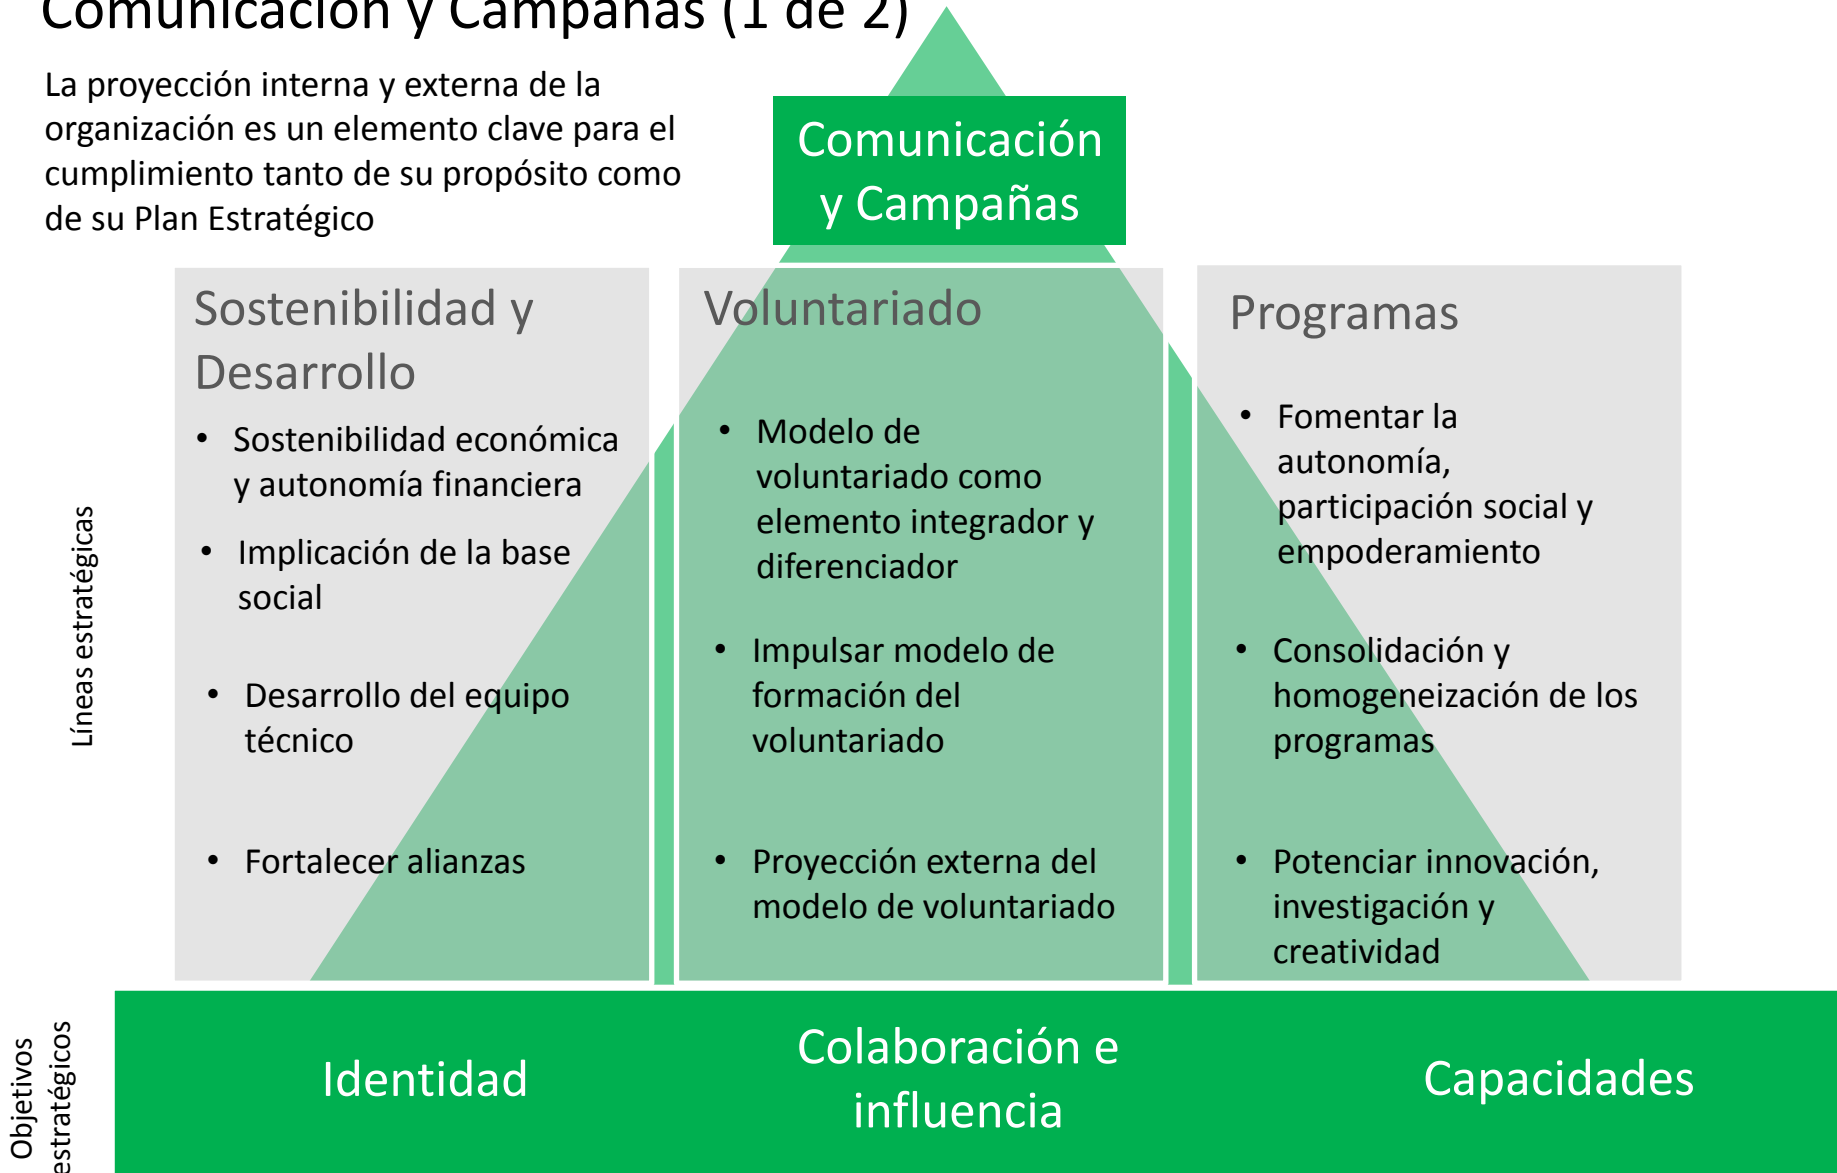 Comunicación y Campañas (1 de 2)
La proyección interna y externa de la
organización es un elemento clave para el
cumplimiento tanto de su propósito como
de su Plan Estratégico
Comunicación
y Campañas
Sostenibilidad y
Desarrollo
• Sostenibilidad económica
y autonomía financiera
• Implicación de la base
social
• Desarrollo del equipo
técnico
• Fortalecer alianzas
Voluntariado
• Modelo de
voluntariado como
elemento integrador y
diferenciador
• Impulsar modelo de
formación del
voluntariado
• Proyección externa del
modelo de voluntariado
Programas
• Fomentar la
autonomía,
participación social y
empoderamiento
• Consolidación y
homogeneización de los
programas
• Potenciar innovación,
investigación y
creatividad
Líneas estratégicas
Objetivos
estratégicos
Identidad
Colaboración e
influencia
Capacidades